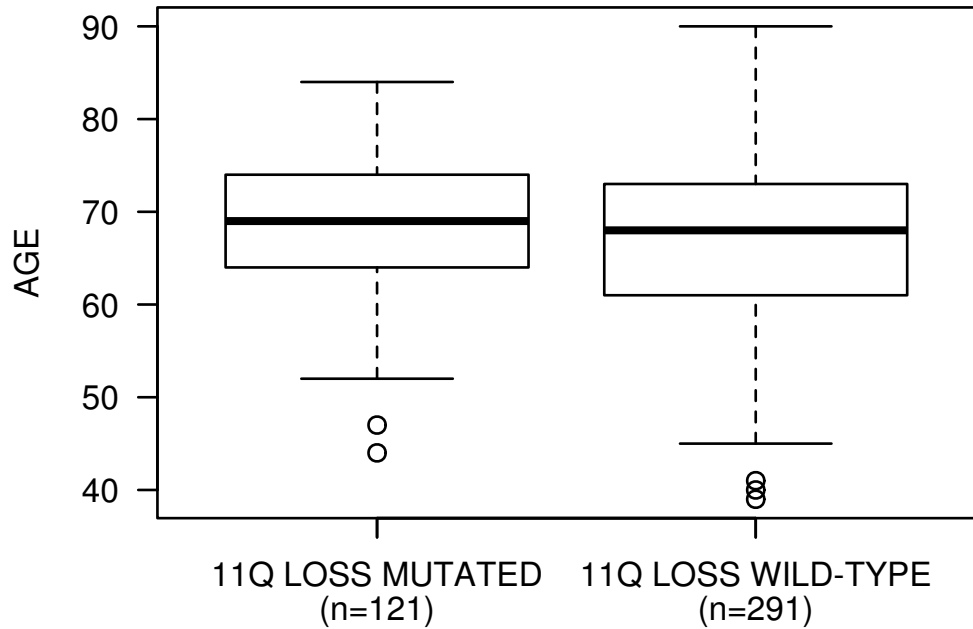 90
80
70
60
50
40
AGE
11Q LOSS MUTATED
(n=121)
11Q LOSS WILD-TYPE
(n=291)